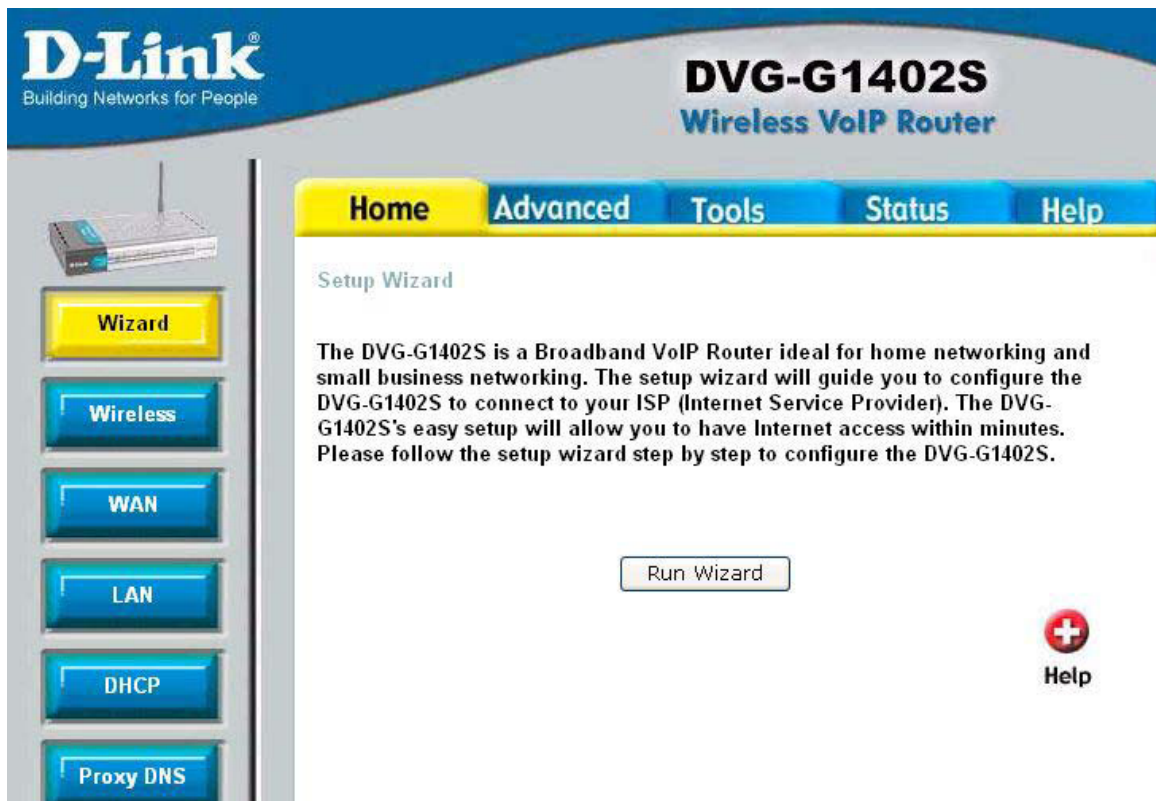 D-Link®
Building Networks for People
DVG-G1402S
Wireless VoIP Router
Home
Advanced
Tools
Status
Help
Wizard
Wireless
WAN
LAN
DHCP
Proxy DNS
Setup Wizard
The DVG-G1402S is a Broadband VoIP Router ideal for home networking and
small business networking. The setup wizard will guide you to configure the
DVG-G1402S to connect to your ISP (Internet Service Provider). The DVG-
G1402S's easy setup will allow you to have Internet access within minutes.
Please follow the setup wizard step by step to configure the DVG-G1402S.
Run Wizard
Help